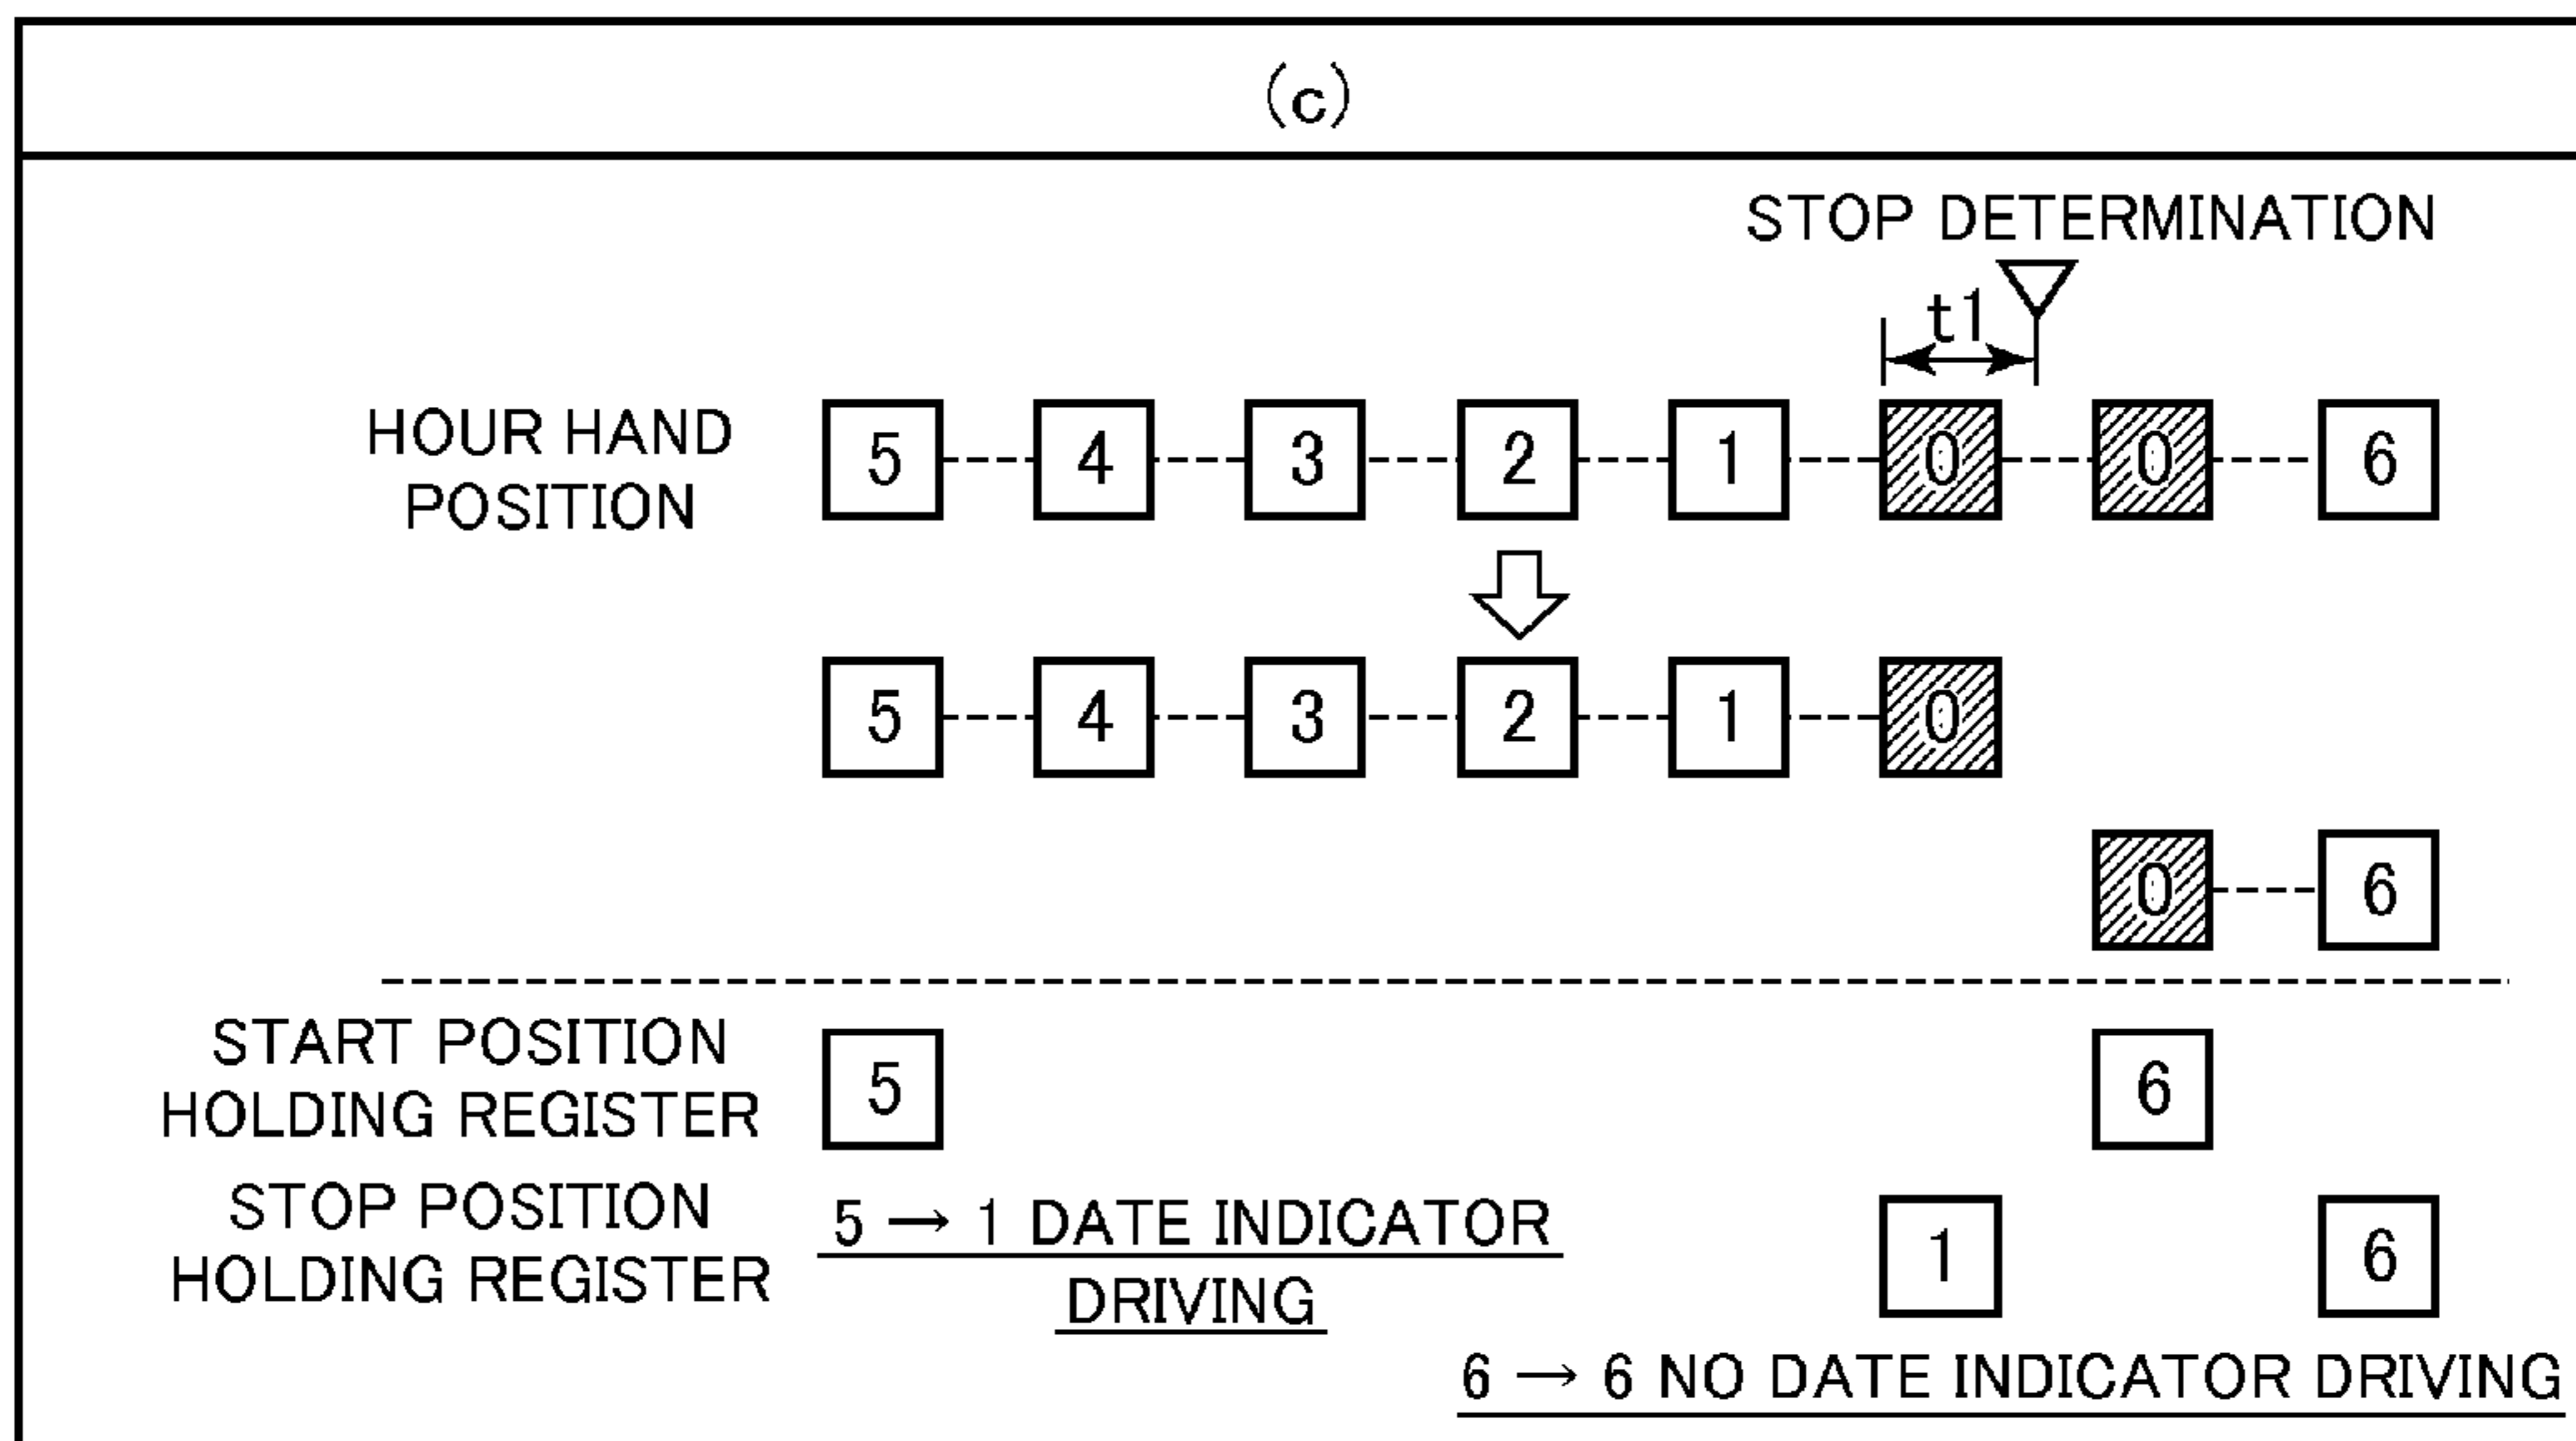 (c)
STOP DETERMINATION
t1
HOUR HAND
POSITION
5 4 3 2 1 0 0 6
5 4 3 2 1 0
0 6
START POSITION
HOLDING REGISTER
5 6
STOP POSITION
HOLDING REGISTER
5 → 1 DATE INDICATOR
DRIVING
1 6
6 → 6 NO DATE INDICATOR DRIVING